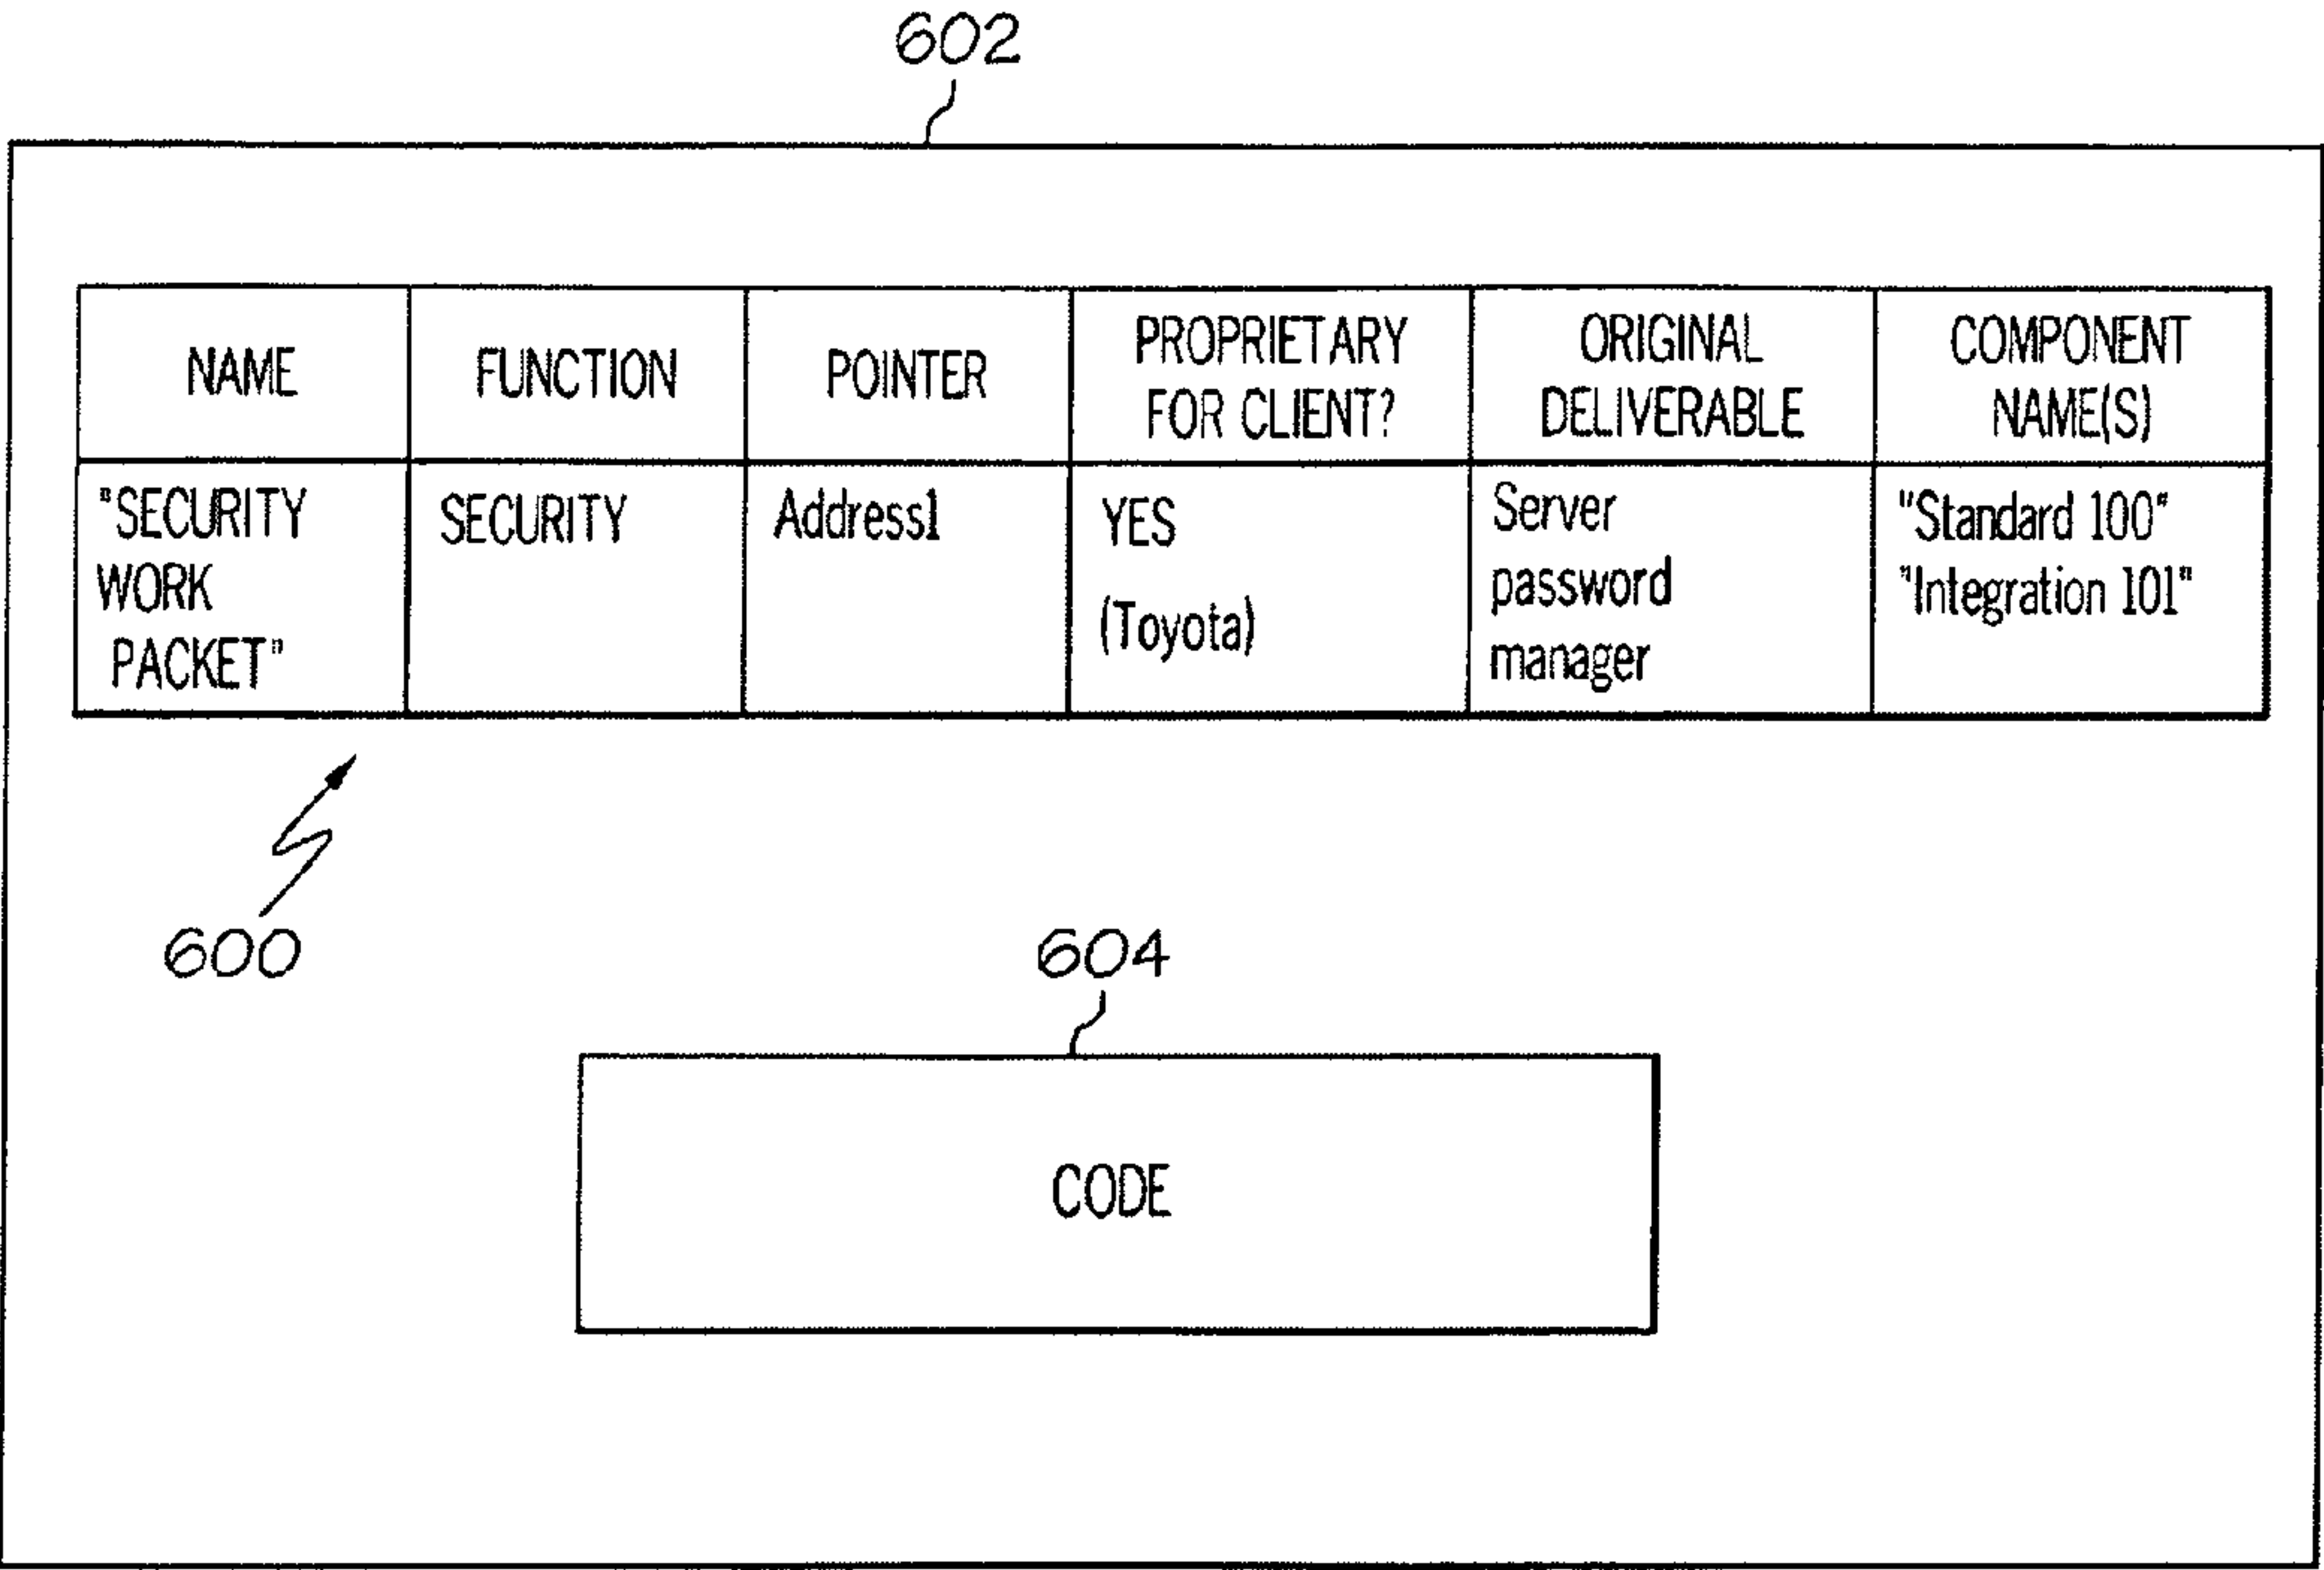 602
NAME
FUNCTION
POINTER
PROPRIETARY
FOR CLIENT?
ORIGINAL
DELIVERABLE
COMPONENT
NAME(S)
"SECURITY
WORK
PACKET"
SECURITY
Address1
YES
(Toyota)
Server
password
manager
"Standard 100"
"Integration 101"
600
604
CODE